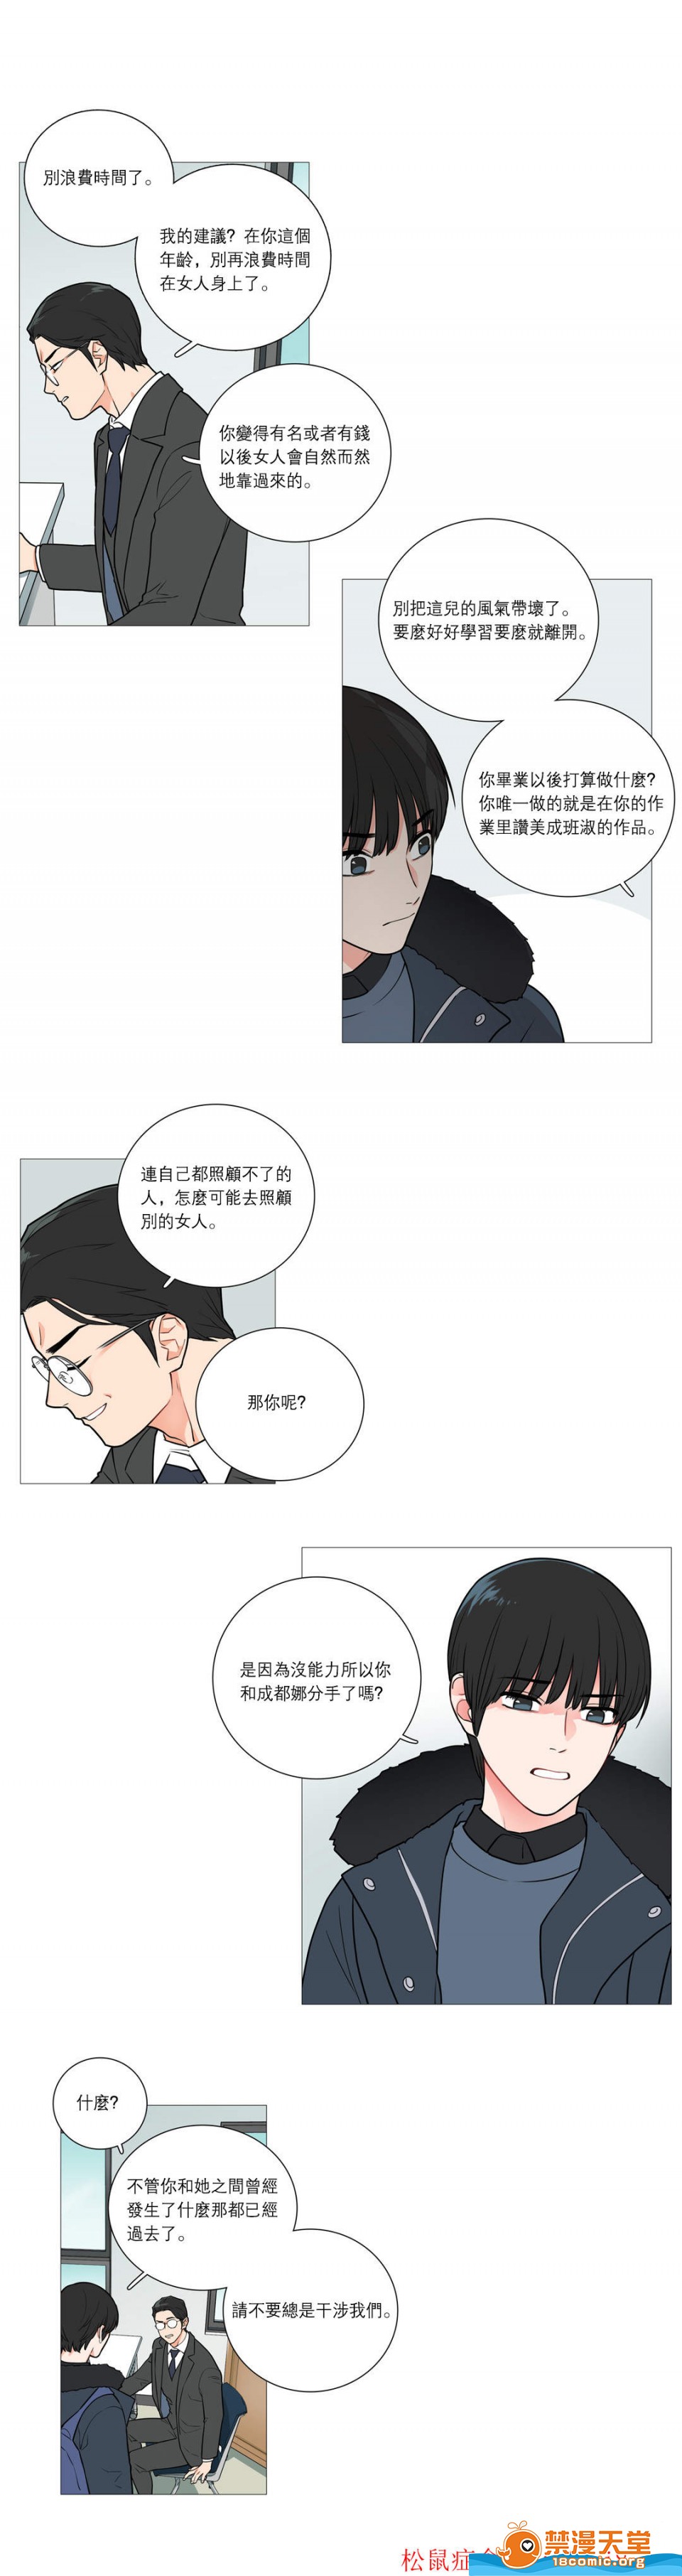 別浪費時間了。
我的建議？在你這個
年齡，別再浪費時間
在女人身上了。
你變得有名或者有錢
以後女人會自然而然
地靠過來的。
別把這兒的風気帶壞了。
要麼好好學習要麼就離開。
你畢業以後打算做什麼？
你唯一做的就是在你的作
業里讚美成班淑的作品。
連自己都照顧不了的
人，怎麼可能去照顧
別的女人。
那你呢？
是因為沒能力所以你
和成都娜分手了嗎？
什麼？
不管你和她之間曾經
發生了什麼那都已經
過去了。
請不要總是干涉我們。
松鼠症
禁漫天堂
18comic.org